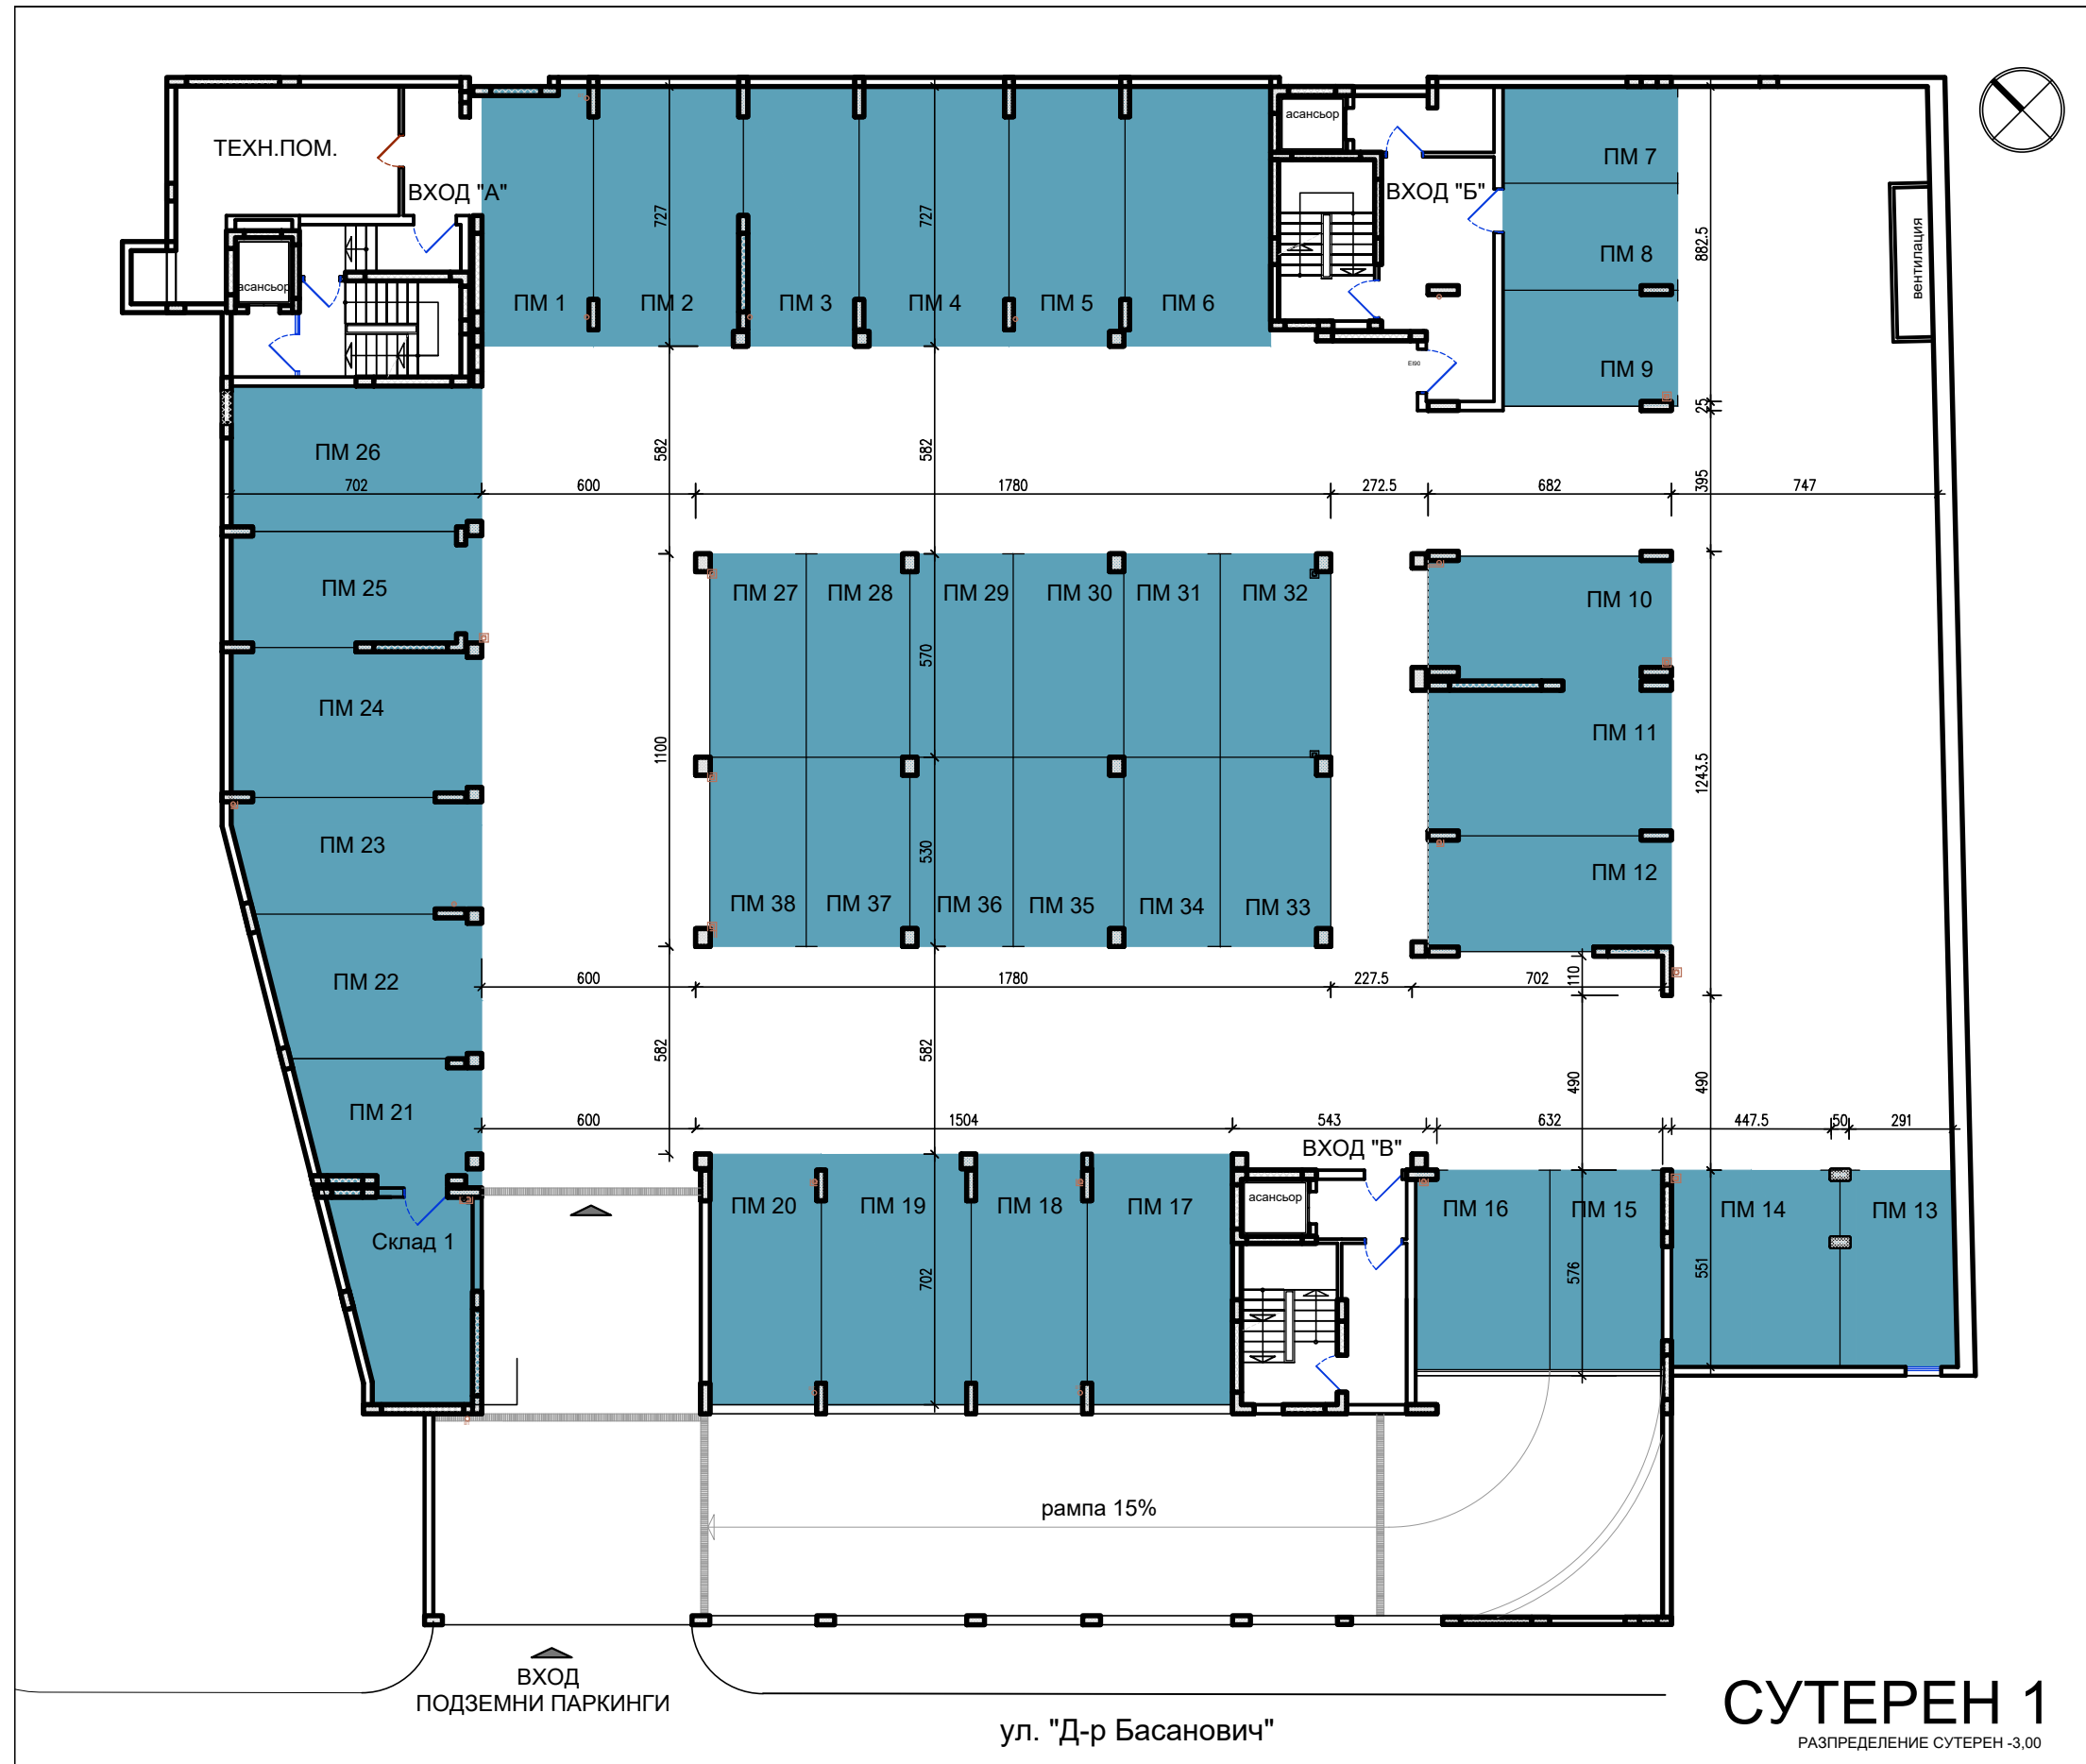 асансьор
ТЕХН.ПОМ.
ПМ 7
ВХОД "А"
ВХОД "Б"
727
727
882.5
вентилация
ПМ 8
асансьор
ПМ 1
ПМ 2
ПМ 3
ПМ 4
ПМ 5
ПМ 6
EI90
ПМ 9
25
ПМ 26
582
582
395
702
600
1780
272.5
682
747
ПМ 25
ПМ 27
ПМ 28
ПМ 29
ПМ 30
ПМ 31
ПМ 32
ПМ 10
570
ПМ 24
ПМ 11
1100
1243.5
ПМ 23
530
ПМ 12
ПМ 38
ПМ 37
ПМ 36
ПМ 35
ПМ 34
ПМ 33
ПМ 22
600
1780
227.5
702
110
582
582
490
490
ПМ 21
600
1504
543
632
447.5
50
291
ВХОД "В"
асансьор
ПМ 20
ПМ 19
ПМ 18
ПМ 17
ПМ 16
ПМ 15
ПМ 14
ПМ 13
Склад 1
702
576
551
рампа 15%
ВХОД
ПОДЗЕМНИ ПАРКИНГИ
ул. "Д-р Басанович"
СУТЕРЕН 1
РАЗПРЕДЕЛЕНИЕ СУТЕРЕН -3,00